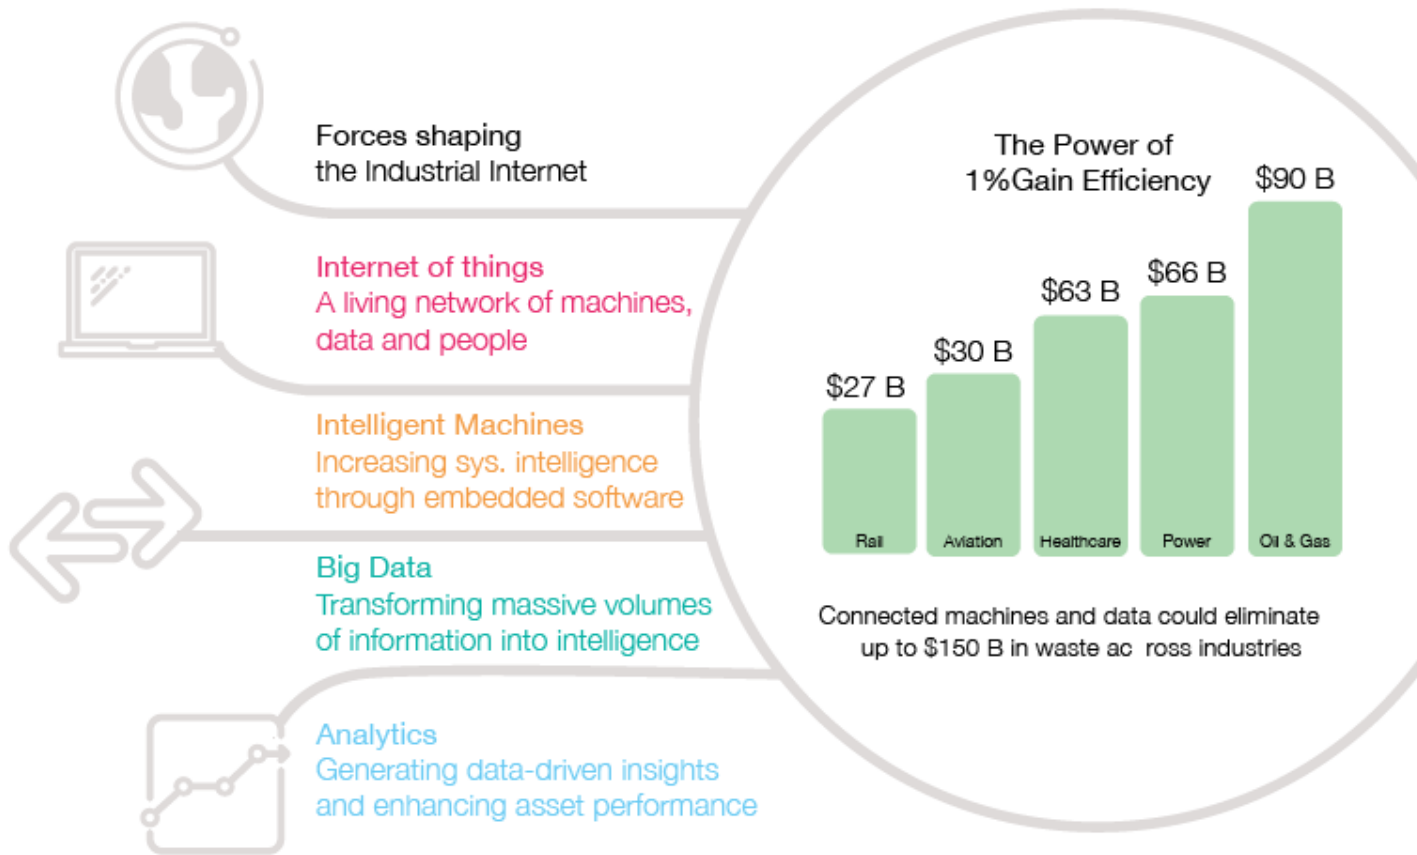 Forces shaping
the Industrial Internet
Internet of things
A living network of machines,
data and people
Intelligent Machines
Increasing sys. intelligence
through embedded software
Big Data
Transforming massive volumes
of information into intelligence
Analytics
Generating data-driven insights
and enhancing asset performance
The Power of
1%Gain Efficiency
$27 B
$30 B
$63 B
$66 B
$90 B
Rail
Aviation
Healthcare
Power
Oil & Gas
Connected machines and data could eliminate
up to $150 B in waste ac ross industries